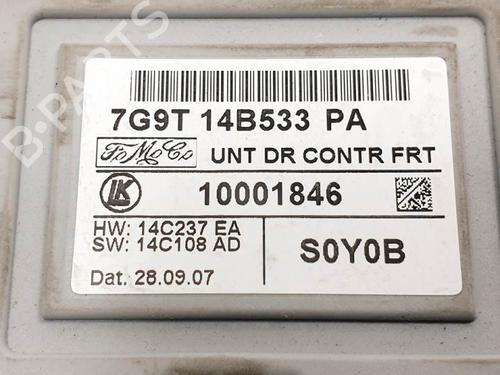 B-PARTS
7G9T 14B533 PA
FoMoCo
UNT DR CONTR FRT
LK
10001846
HW: 14C237 EA
SW: 14C108 AD
S0Y0B
Dat. 28.09.07